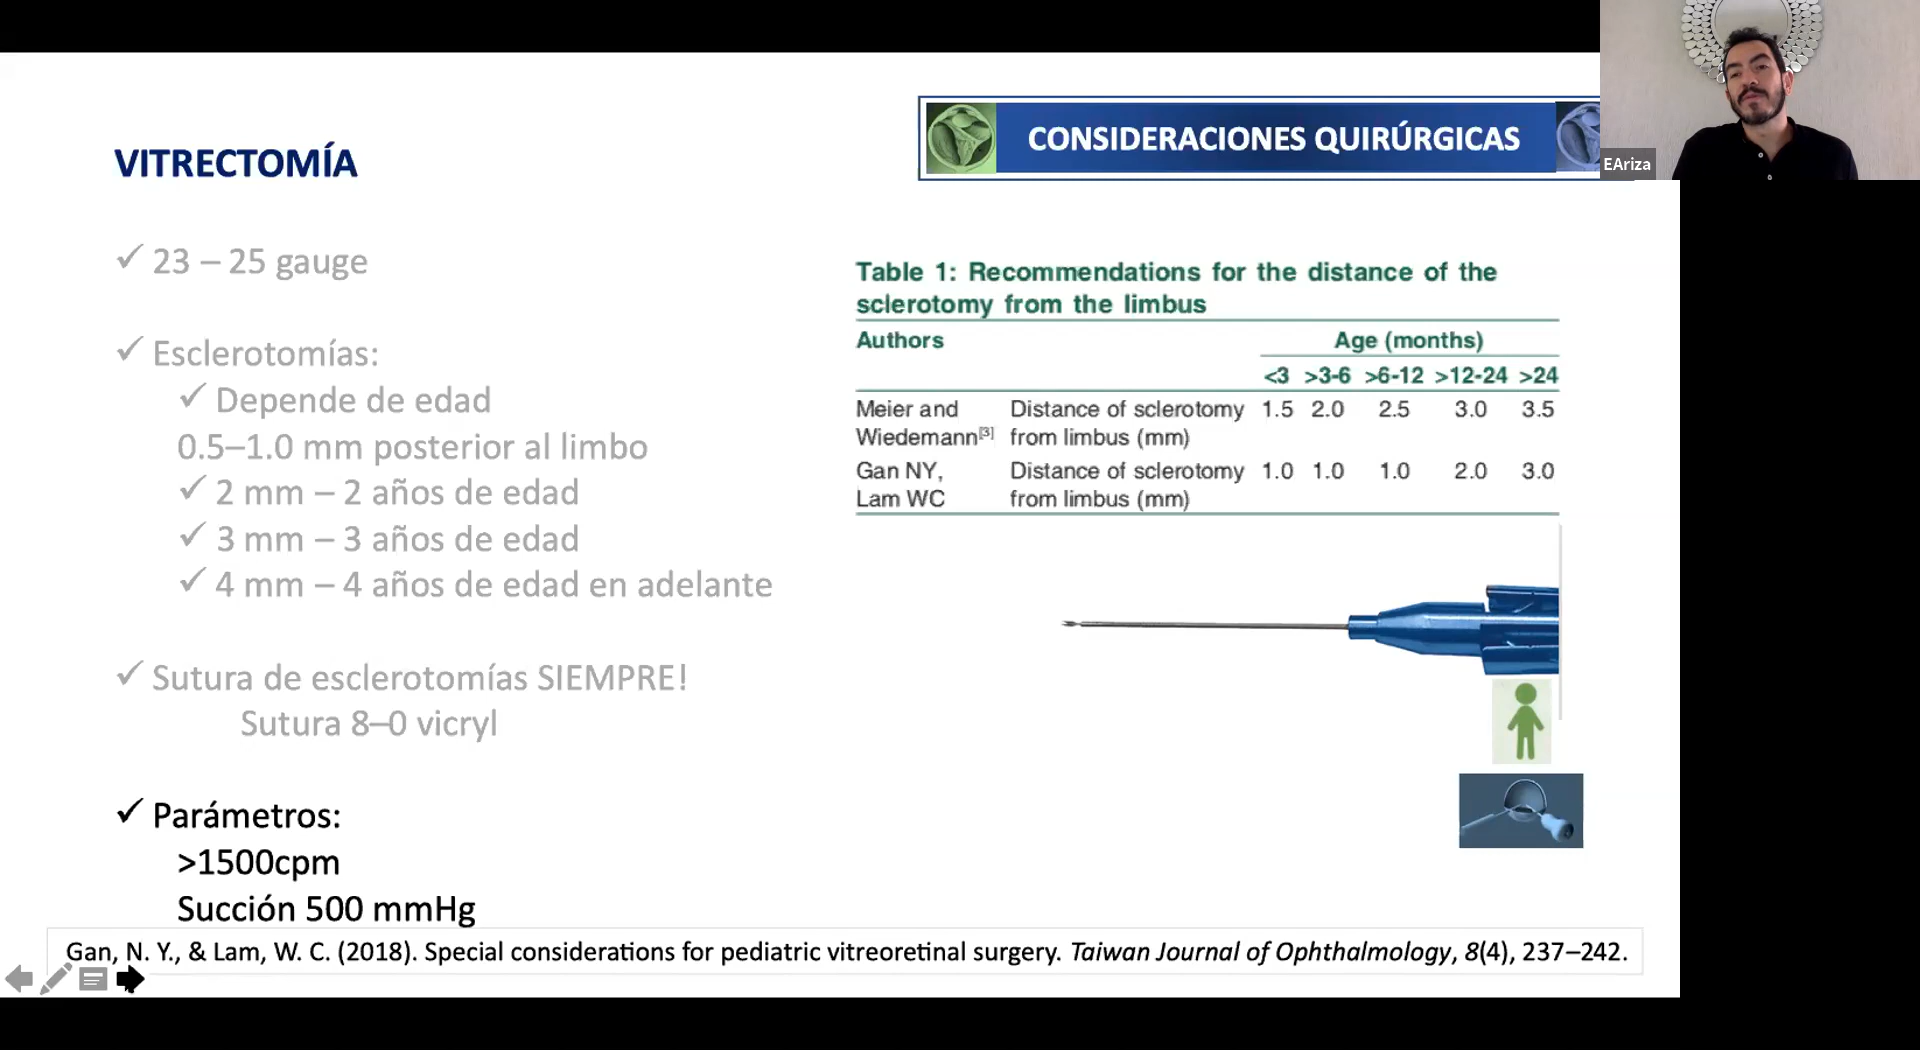 CONSIDERACIONES QUIRÚRGICAS
EAriza
VITRECTOMÍA
✓ 23 – 25 gauge
✓ Esclerotomías:
✓ Depende de edad
0.5–1.0 mm posterior al limbo
✓ 2 mm – 2 años de edad
✓ 3 mm – 3 años de edad
✓ 4 mm – 4 años de edad en adelante
✓ Sutura de esclerotomías SIEMPRE!
Sutura 8–0 vicryl
✓ Parámetros:
>1500cpm
Succión 500 mmHg
Table 1: Recommendations for the distance of the
sclerotomy from the limbus
Authors Age (months)
<3 >3-6 >6-12 >12-24 >24
Meier and Distance of sclerotomy 1.5 2.0 2.5 3.0 3.5
Wiedemann[3] from limbus (mm)
Gan NY, Distance of sclerotomy 1.0 1.0 1.0 2.0 3.0
Lam WC from limbus (mm)
Gan, N. Y., & Lam, W. C. (2018). Special considerations for pediatric vitreoretinal surgery. Taiwan Journal of Ophthalmology, 8(4), 237–242.